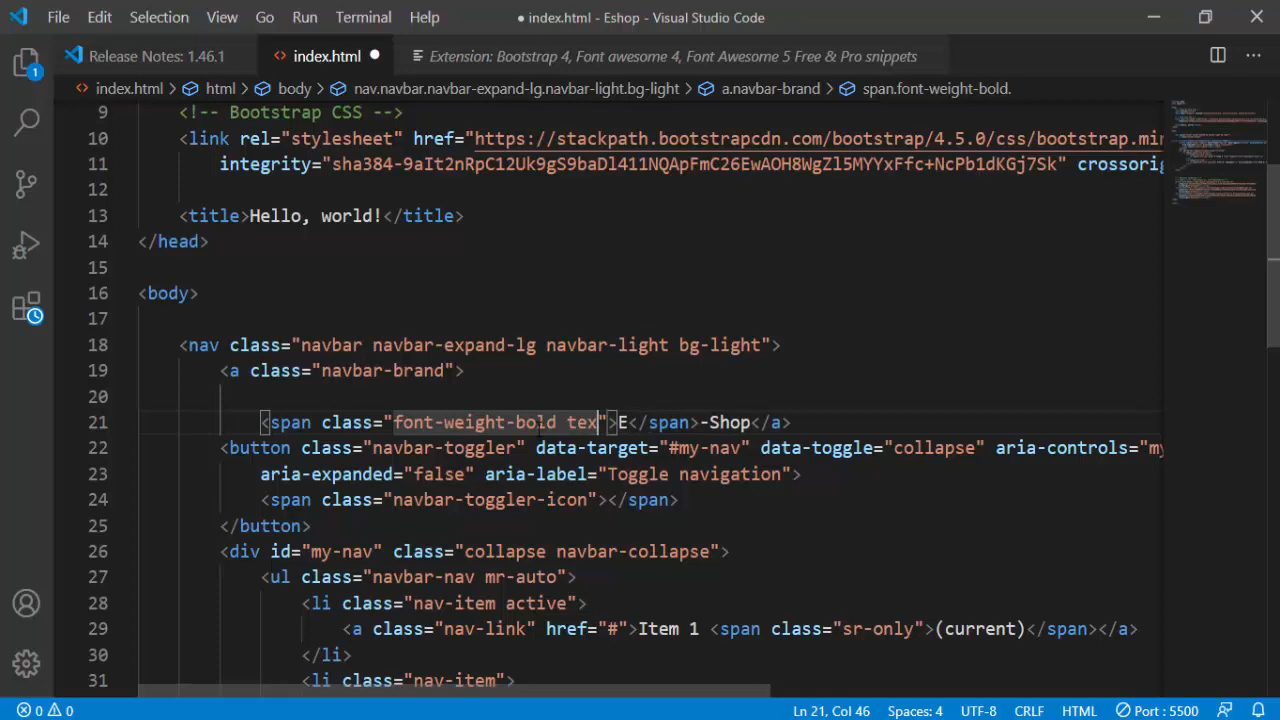 File Edit Selection View Go Run Terminal Help ● index.html - Eshop - Visual Studio Code
Release Notes: 1.46.1 <> index.html ● Extension: Bootstrap 4, Font awesome 4, Font Awesome 5 Free & Pro snippets ...
<> index.html > html > body > nav.navbar.navbar-expand-lg.navbar-light.bg-light > a.navbar-brand > span.font-weight-bold.
9 <!-- Bootstrap CSS -->
10 <link rel="stylesheet" href="https://stackpath.bootstrapcdn.com/bootstrap/4.5.0/css/bootstrap.min
11 integrity="sha384-9aIt2nRpC12Uk9gS9baDl411NQApFmC26EwAOH8WgZl5MYYxFfc+NcPb1dKGj7Sk" crossorig
12
13 <title>Hello, world!</title>
14 </head>
15
16 <body>
17
18 <nav class="navbar navbar-expand-lg navbar-light bg-light">
19 <a class="navbar-brand">
20
21 <span class="font-weight-bold tex">E</span>-Shop</a>
22 <button class="navbar-toggler" data-target="#my-nav" data-toggle="collapse" aria-controls="my
23 aria-expanded="false" aria-label="Toggle navigation">
24 <span class="navbar-toggler-icon"></span>
25 </button>
26 <div id="my-nav" class="collapse navbar-collapse">
27 <ul class="navbar-nav mr-auto">
28 <li class="nav-item active">
29 <a class="nav-link" href="#">Item 1 <span class="sr-only">(current)</span></a>
30 </li>
31 <li class="nav-item">
1
0 0 Ln 21, Col 46 Spaces: 4 UTF-8 CRLF HTML Port : 5500